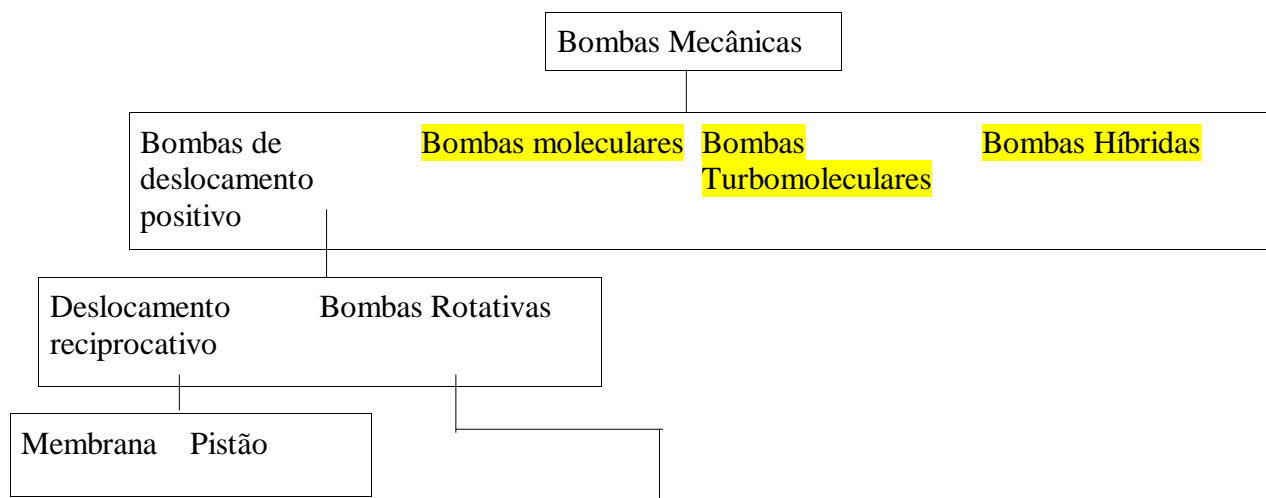 Bombas Mecânicas
Bombas de deslocamento positivo
Bombas moleculares
Bombas Turbomoleculares
Bombas Híbridas
Deslocamento reciprocativo
Bombas Rotativas
Membrana Pistão